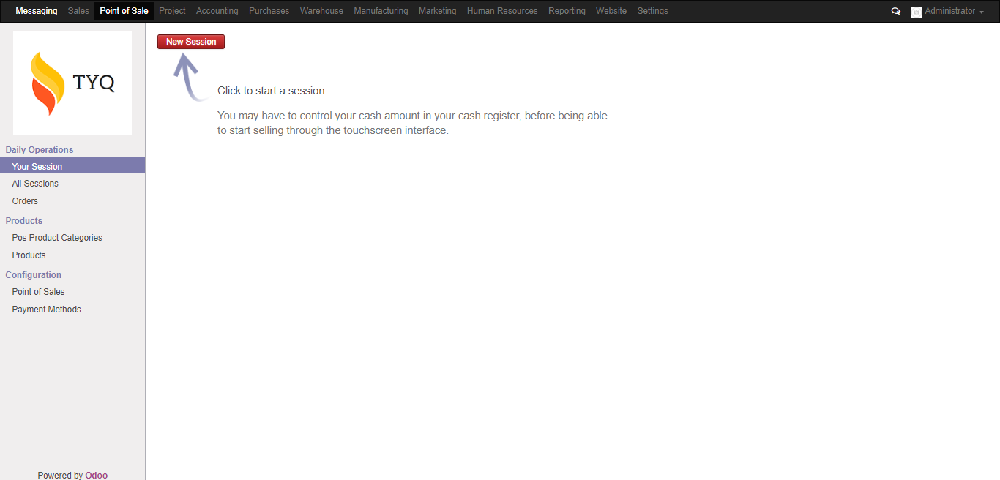 Messaging Sales Point of Sale Project Accounting Purchases Warehouse Manufacturing Marketing Human Resources Reporting Website Settings Administrator
TYQ
Daily Operations
Your Session
All Sessions
Orders
Products
Pos Product Categories
Products
Configuration
Point of Sales
Payment Methods
Powered by Odoo
New Session
Click to start a session.
You may have to control your cash amount in your cash register, before being able
to start selling through the touchscreen interface.